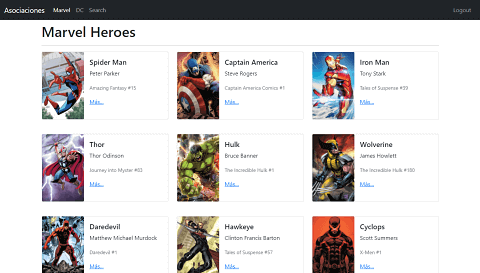 Asociaciones Marvel DC Search Logout
Marvel Heroes
Spider Man
Peter Parker
Amazing Fantasy #15
Más...
Captain America
Steve Rogers
Captain America Comics #1
Más...
Iron Man
Tony Stark
Tales of Suspense #39
Más...
Thor
Thor Odinson
Journey into Myster #83
Más...
Hulk
Bruce Banner
The Incredible Hulk #1
Más...
Wolverine
James Howlett
The Incredible Hulk #180
Más...
Daredevil
Matthew Michael Murdock
Daredevil #1
Más...
Hawkeye
Clinton Francis Barton
Tales of Suspense #57
Más...
Cyclops
Scott Summers
X-Men #1
Más...